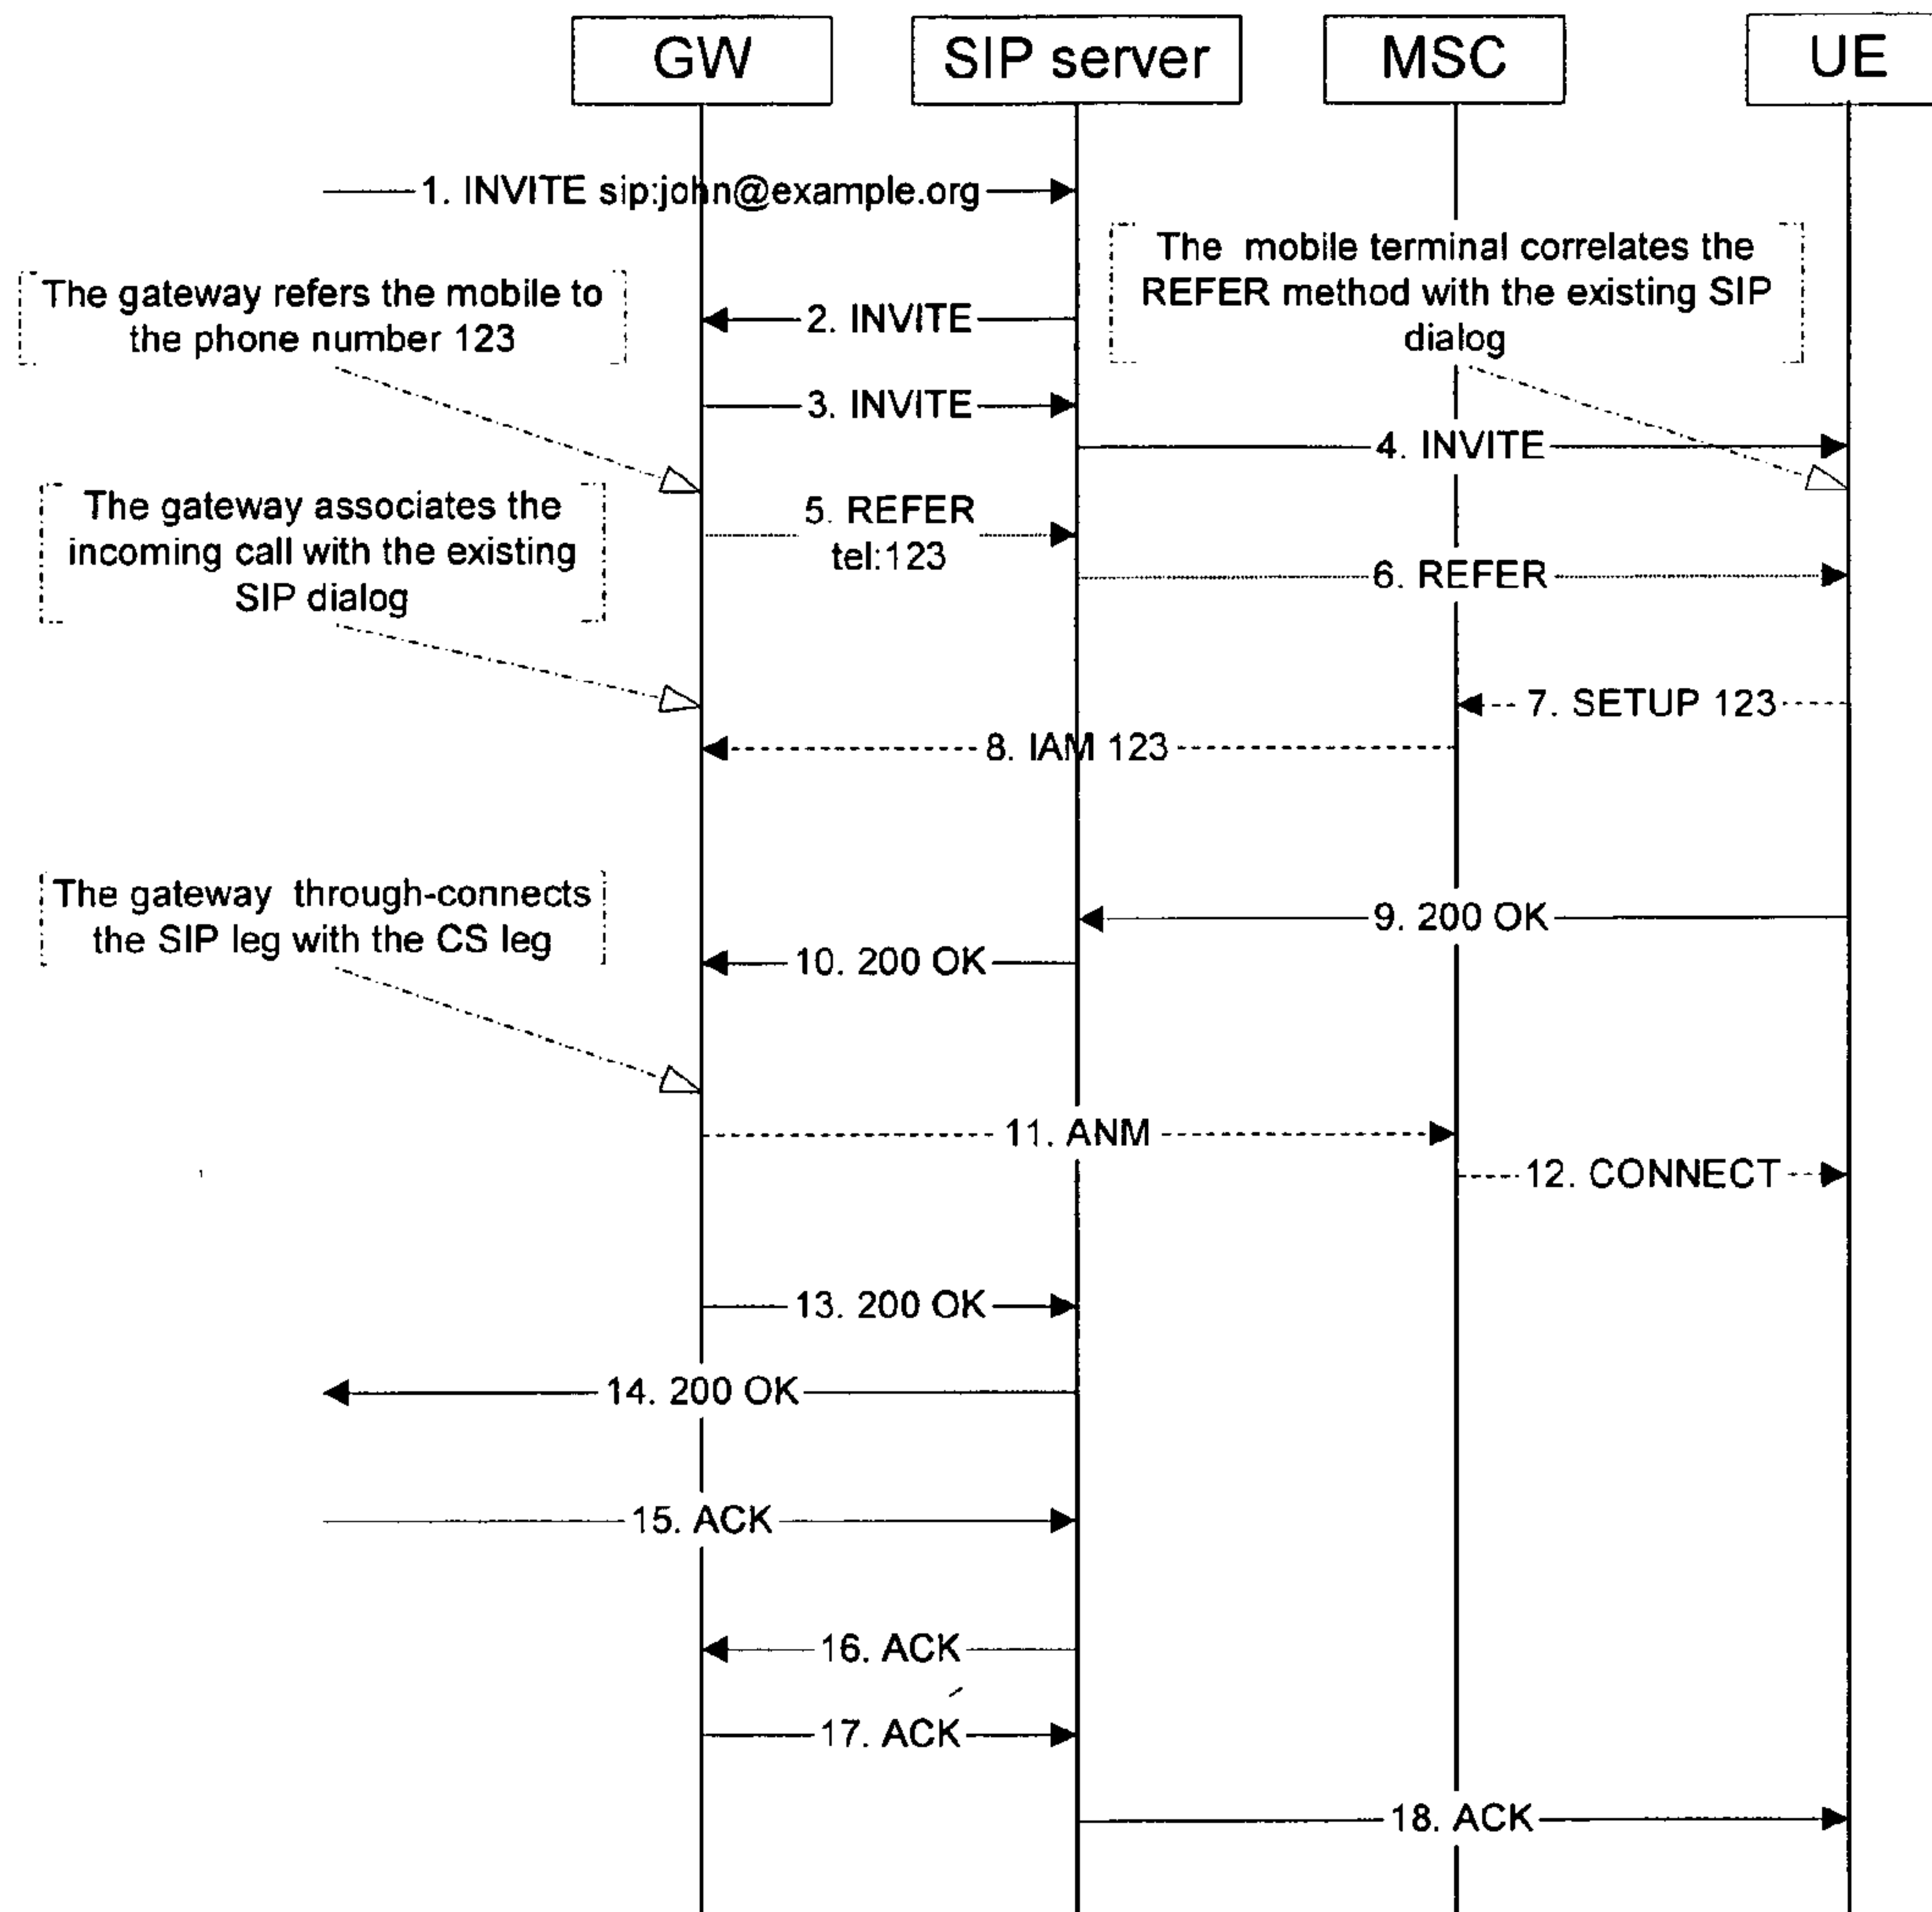 GW
SIP server
MSC
UE
1. INVITE sip:john@example.org
The mobile terminal correlates the
REFER method with the existing SIP
dialog
The gateway refers the mobile to
the phone number 123
2. INVITE
3. INVITE
4. INVITE
The gateway associates the
incoming call with the existing
SIP dialog
5. REFER
tel:123
6. REFER
7. SETUP 123
8. IAM 123
The gateway through-connects
the SIP leg with the CS leg
9. 200 OK
10. 200 OK
11. ANM
12. CONNECT
13. 200 OK
14. 200 OK
15. ACK
16. ACK
17. ACK
18. ACK